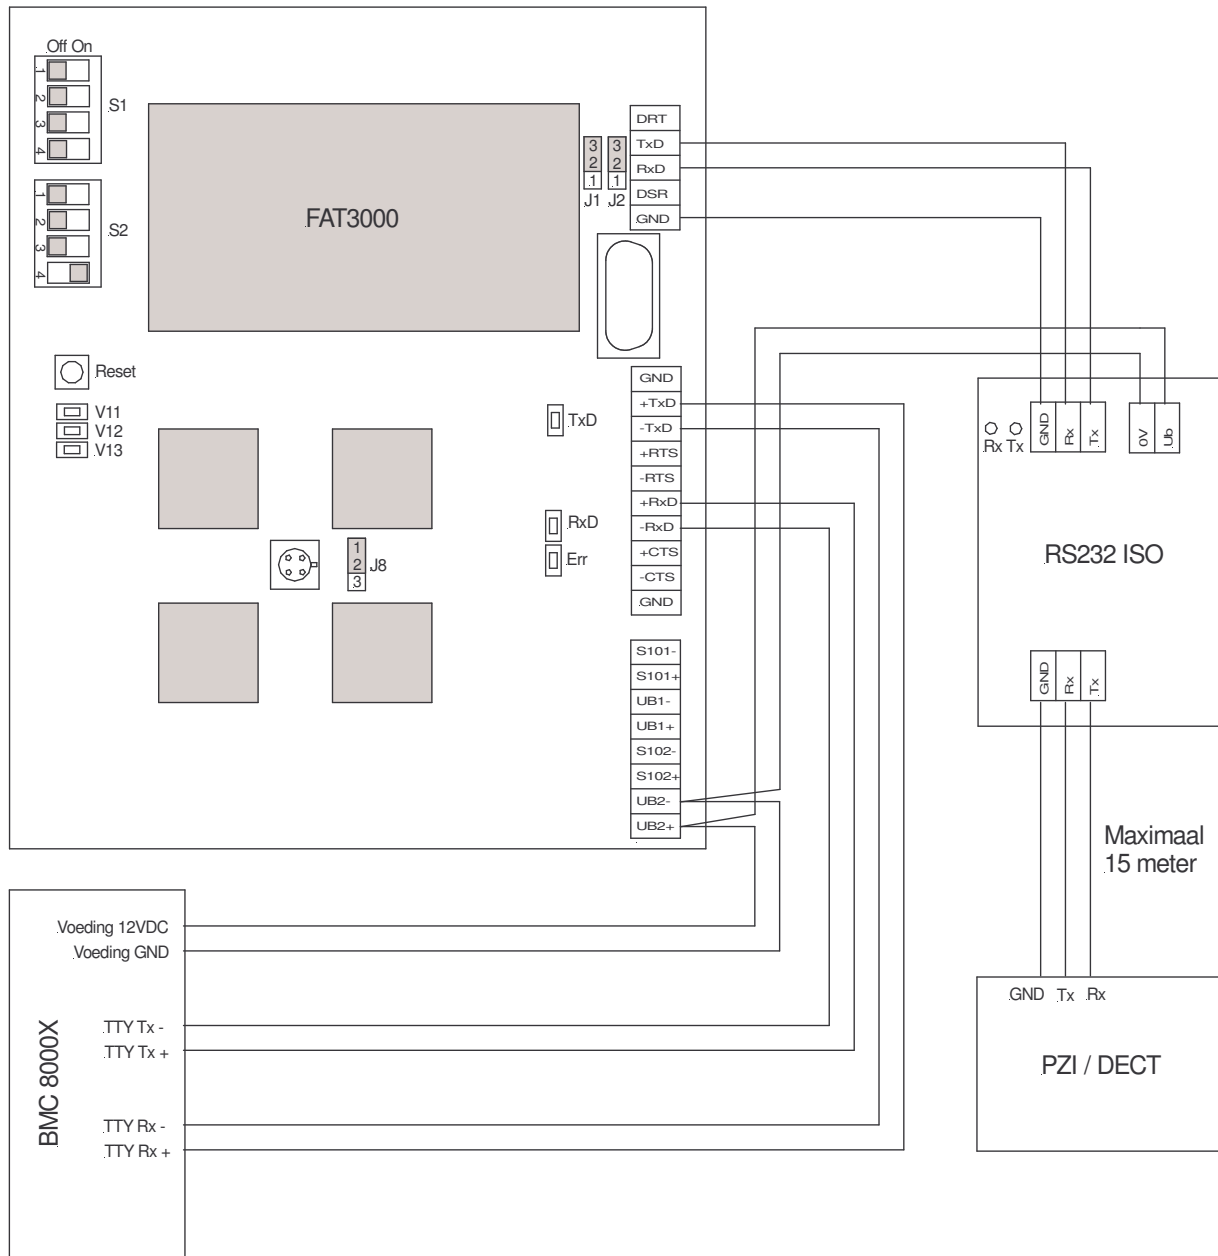 Off On
1
2
3
4
S1
1
2
3
4
S2
FAT3000
3
2
1
J1
3
2
1
J2
DRT
TxD
RxD
DSR
GND
Reset
V11
V12
V13
TxD
RxD
Err
1
2
3
J8
GND
+TxD
-TxD
+RTS
-RTS
+RxD
-RxD
+CTS
-CTS
GND
S101-
S101+
UB1-
UB1+
S102-
S102+
UB2-
UB2+
Rx Tx
GND
Rx
Tx
0V
Ub
RS232 ISO
GND
Rx
Tx
Maximaal
15 meter
GND Tx Rx
PZI / DECT
BMC 8000X
Voeding 12VDC
Voeding GND
TTY Tx -
TTY Tx +
TTY Rx -
TTY Rx +